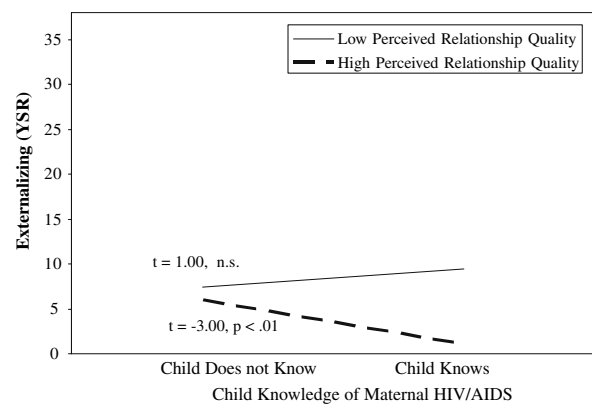 Low Perceived Relationship Quality
High Perceived Relationship Quality
35
30
25
20
15
10
5
0
Externalizing (YSR)
t = 1.00, n.s.
t = -3.00, p < .01
Child Does not Know
Child Knows
Child Knowledge of Maternal HIV/AIDS